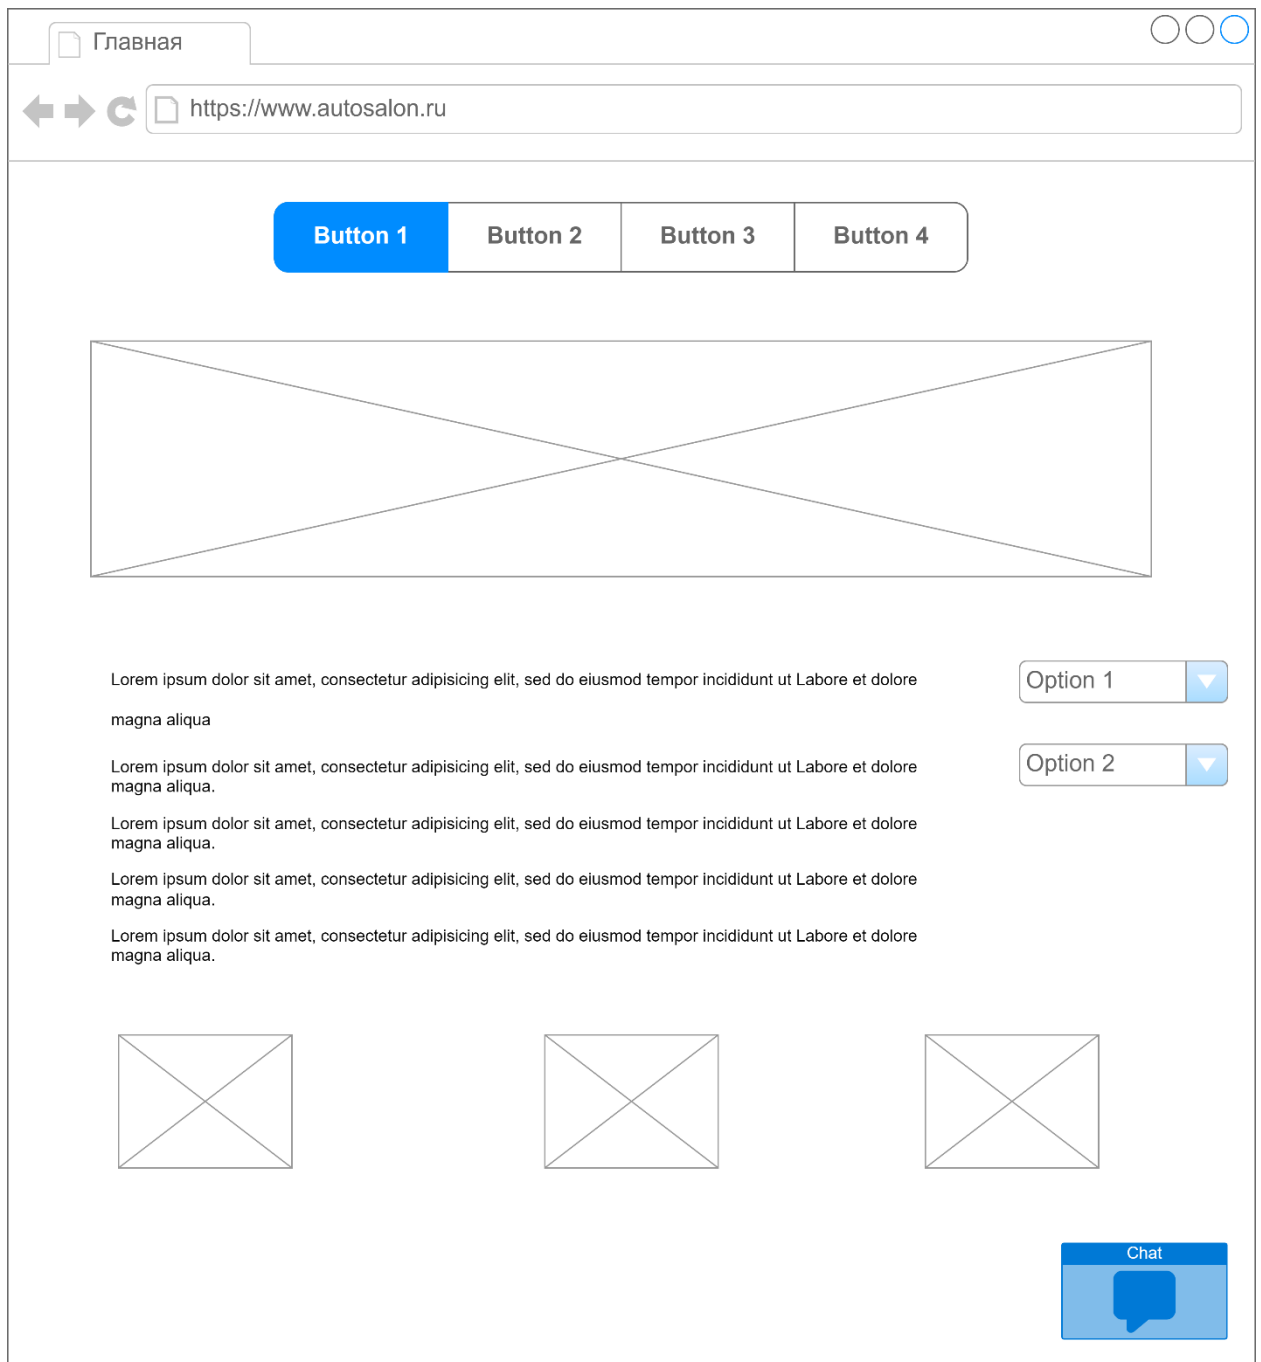 Главная
https://www.autosalon.ru
Button 1 Button 2 Button 3 Button 4
Lorem ipsum dolor sit amet, consectetur adipisicing elit, sed do eiusmod tempor incididunt ut Labore et dolore
magna aliqua
Lorem ipsum dolor sit amet, consectetur adipisicing elit, sed do eiusmod tempor incididunt ut Labore et dolore
magna aliqua.
Lorem ipsum dolor sit amet, consectetur adipisicing elit, sed do eiusmod tempor incididunt ut Labore et dolore
magna aliqua.
Lorem ipsum dolor sit amet, consectetur adipisicing elit, sed do eiusmod tempor incididunt ut Labore et dolore
magna aliqua.
Lorem ipsum dolor sit amet, consectetur adipisicing elit, sed do eiusmod tempor incididunt ut Labore et dolore
magna aliqua.
Option 1
Option 2
Chat